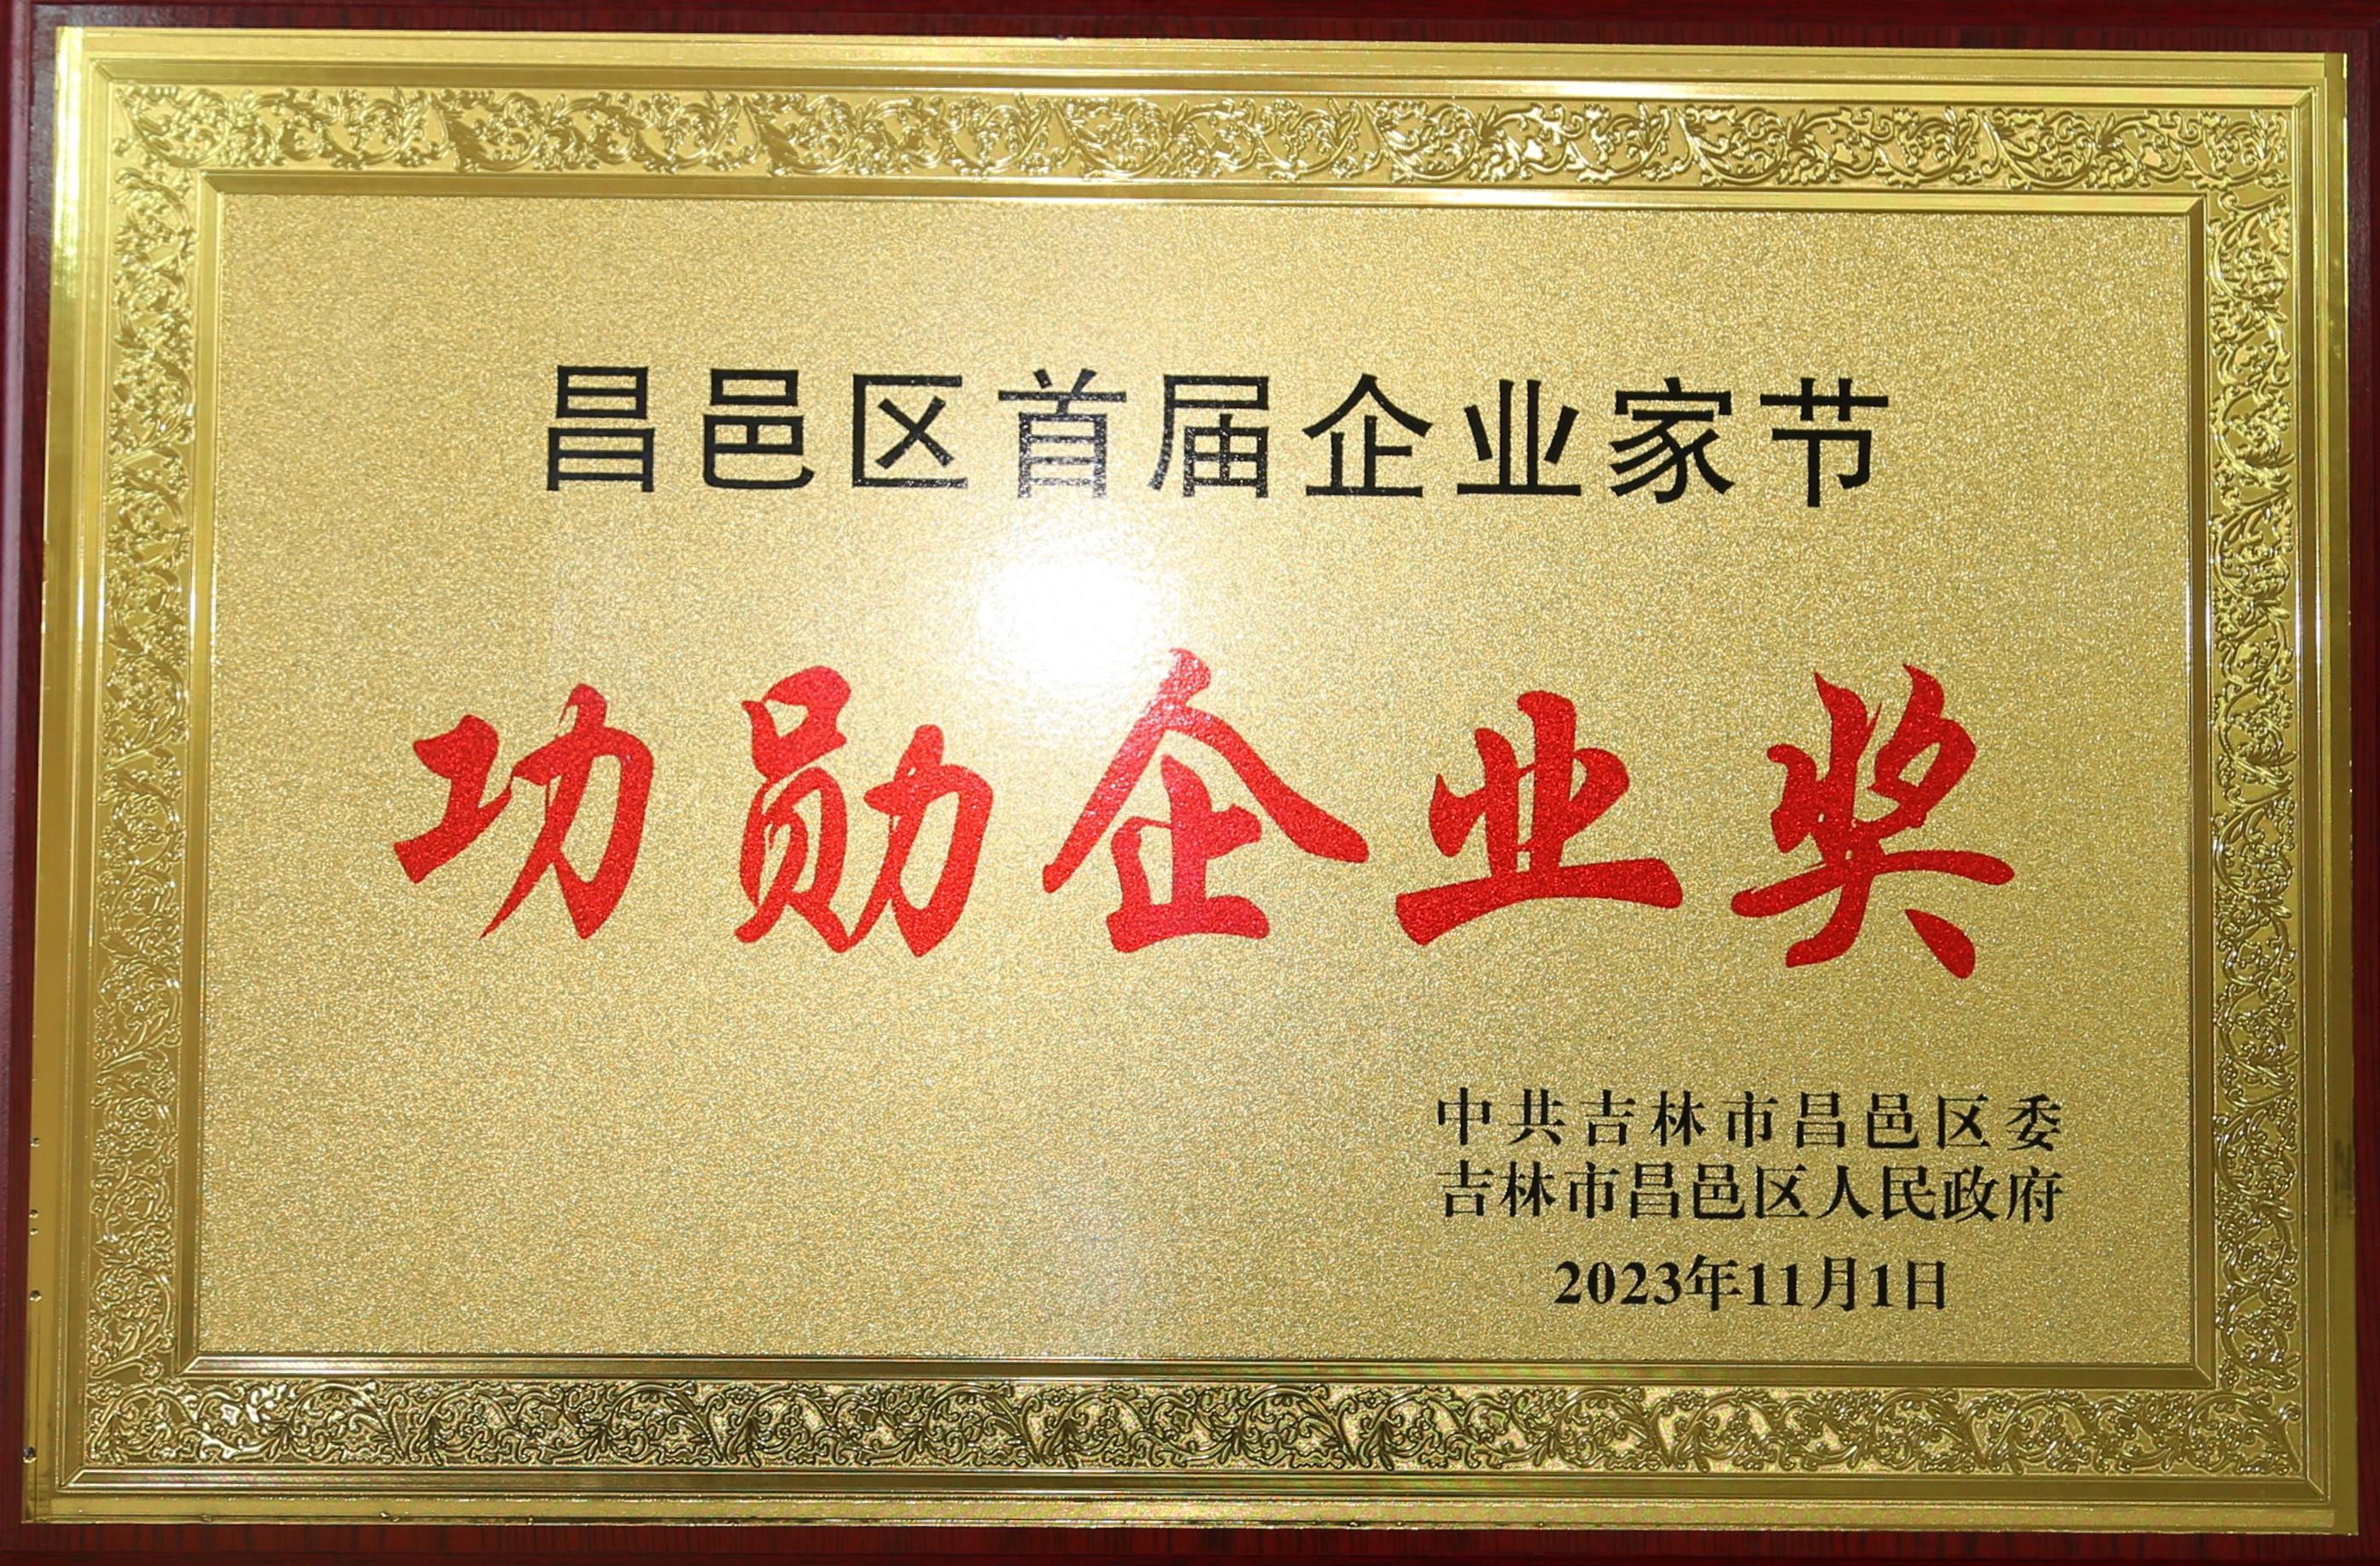 昌邑区首届企业家节
功勋企业奖
中共吉林市昌邑区委
吉林市昌邑区人民政府
2023年11月1日